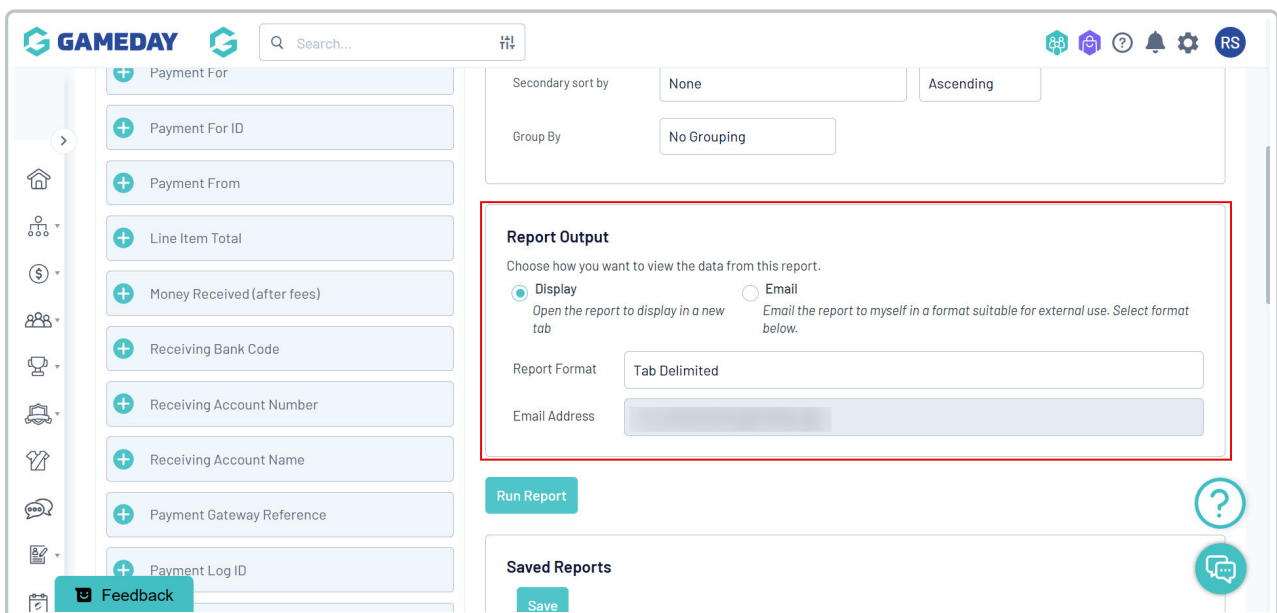 GAMEDAY
Search...
RS
Payment For
Payment For ID
Payment From
Line Item Total
Money Received (after fees)
Receiving Bank Code
Receiving Account Number
Receiving Account Name
Payment Gateway Reference
Payment Log ID
Feedback
Secondary sort by
None
Ascending
Group By
No Grouping
Report Output
Choose how you want to view the data from this report.
Display
Open the report to display in a new
tab
Email
Email the report to myself in a format suitable for external use. Select format
below.
Report Format
Tab Delimited
Email Address
Run Report
Saved Reports
Save